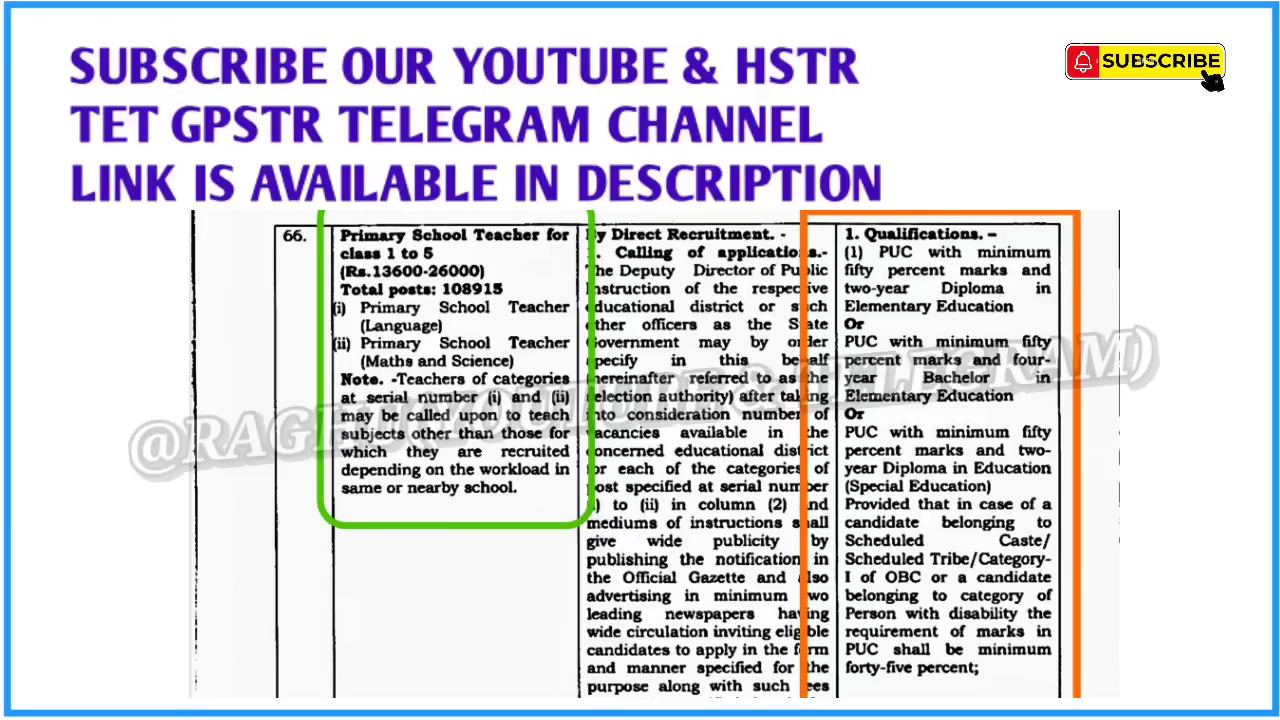 SUBSCRIBE OUR YOUTUBE & HSTR
TET GPSTR TELEGRAM CHANNEL
LINK IS AVAILABLE IN DESCRIPTION
SUBSCRIBE
66.
Primary School Teacher for
class 1 to 5
(Rs.13600-26000)
Total posts: 108915
(i) Primary School Teacher
(Language)
(ii) Primary School Teacher
(Maths and Science)
Note. -Teachers of categories
at serial number (i) and (ii)
may be called upon to teach
subjects other than those for
which they are recruited
depending on the workload in
same or nearby school.
By Direct Recruitment. -
1. Calling of applications.-
The Deputy Director of Public
Instruction of the respective
educational district or such
other officers as the State
Government may by order
specify in this behalf
(hereinafter referred to as the
selection authority) after taking
into consideration number of
vacancies available in the
concerned educational district
for each of the categories of
post specified at serial number
(i) to (ii) in column (2) and
mediums of instructions shall
give wide publicity by
publishing the notification in
the Official Gazette and also
advertising in minimum two
leading newspapers having
wide circulation inviting eligible
candidates to apply in the form
and manner specified for the
purpose along with such fees
1. Qualifications. –
(1) PUC with minimum
fifty percent marks and
two-year Diploma in
Elementary Education
Or
PUC with minimum fifty
percent marks and four-
year Bachelor in
Elementary Education
Or
PUC with minimum fifty
percent marks and two-
year Diploma in Education
(Special Education)
Provided that in case of a
candidate belonging to
Scheduled Caste/
Scheduled Tribe/Category-
I of OBC or a candidate
belonging to category of
Person with disability the
requirement of marks in
PUC shall be minimum
forty-five percent;